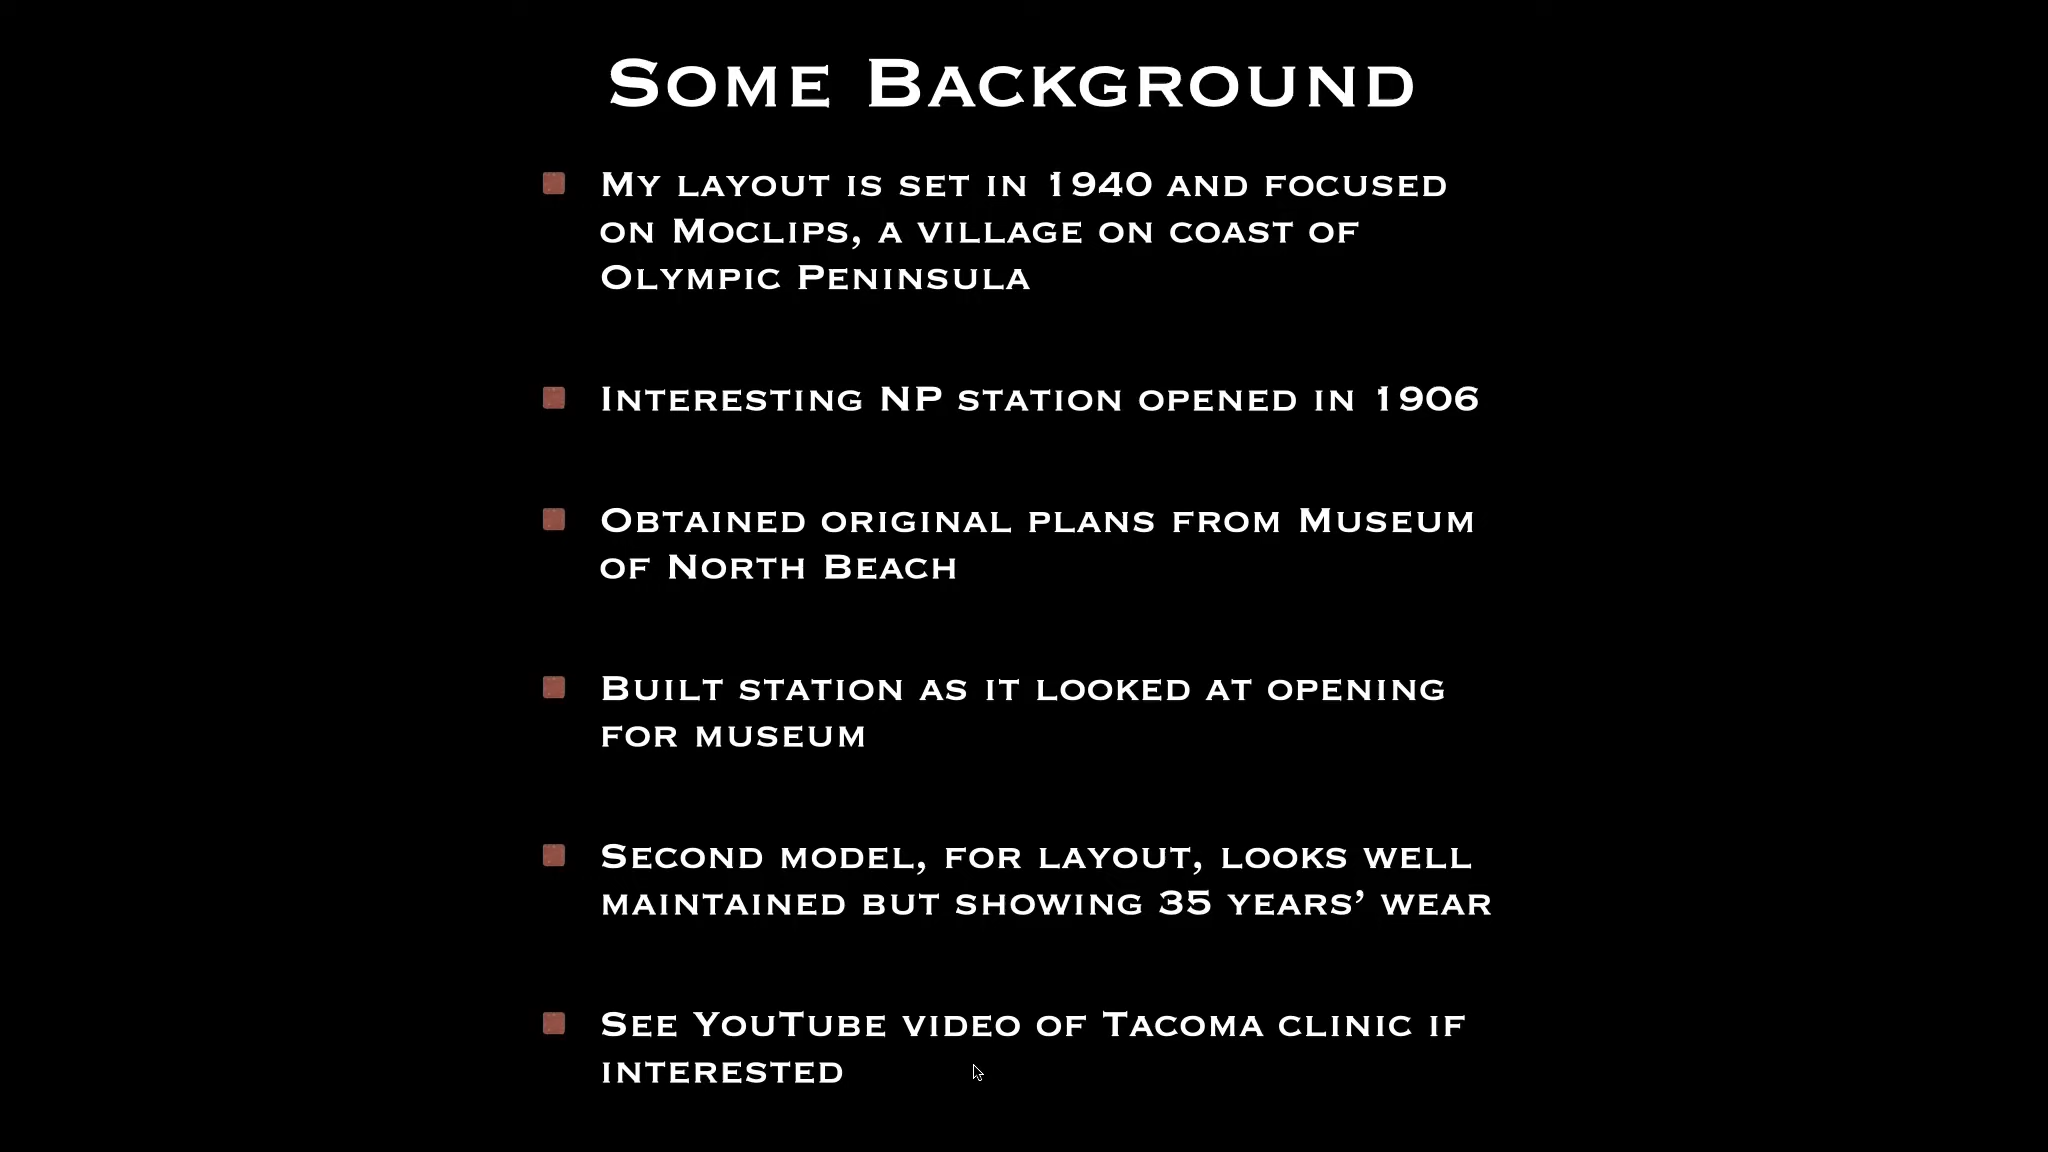 Some Background
My layout is set in 1940 and focused
on Moclips, a village on coast of
Olympic Peninsula
Interesting NP station opened in 1906
Obtained original plans from Museum
of North Beach
Built station as it looked at opening
for museum
Second model, for layout, looks well
maintained but showing 35 years’ wear
See YouTube video of Tacoma clinic if
interested